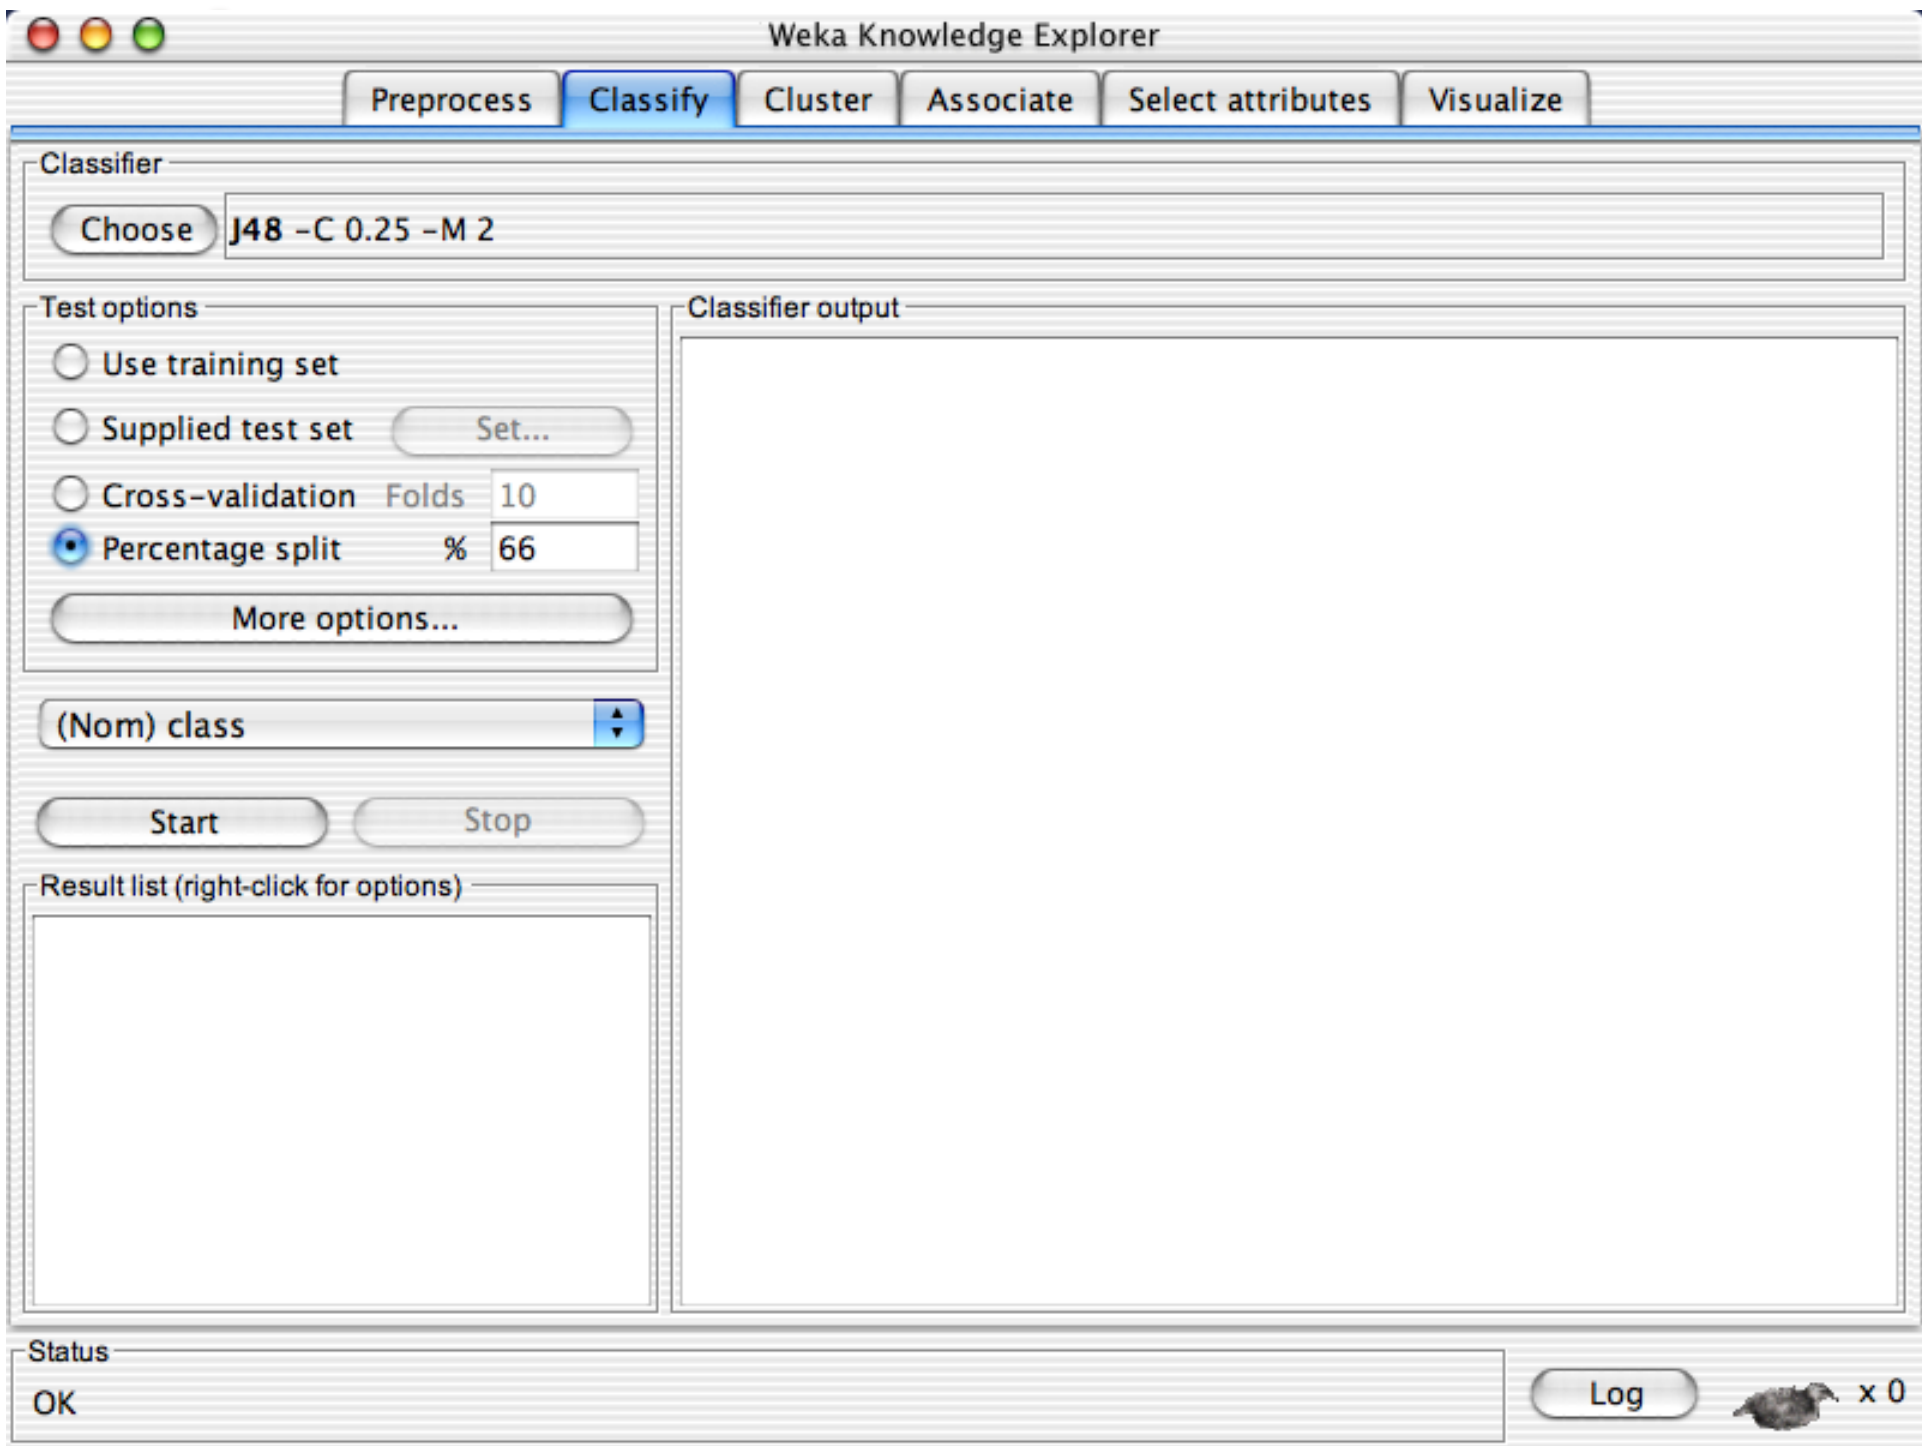 Weka Knowledge Explorer
Preprocess Classify Cluster Associate Select attributes Visualize
Classifier
Choose J48 -C 0.25 -M 2
Test options
Use training set
Supplied test set Set...
Cross-validation Folds 10
Percentage split % 66
More options...
(Nom) class
Start Stop
Result list (right-click for options)
Classifier output
Status
OK
Log x 0